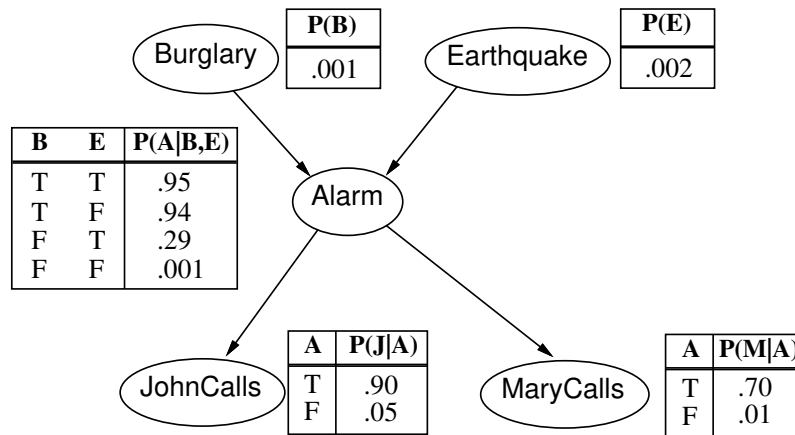 Burglary
P(B)
.001
Earthquake
P(E)
.002
B E P(A|B,E)
T T .95
T F .94
F T .29
F F .001
Alarm
JohnCalls
A P(J|A)
T .90
F .05
MaryCalls
A P(M|A)
T .70
F .01